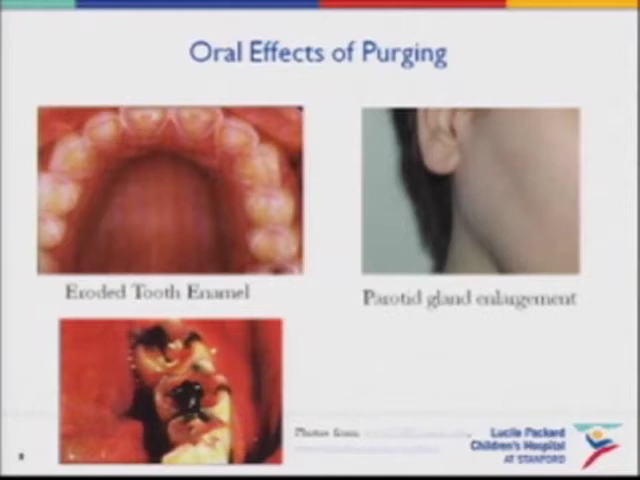 Oral Effects of Purging
Eroded Tooth Enamel
Parotid gland enlargement
Photos from:
Lucile Packard
Children's Hospital
AT STANFORD